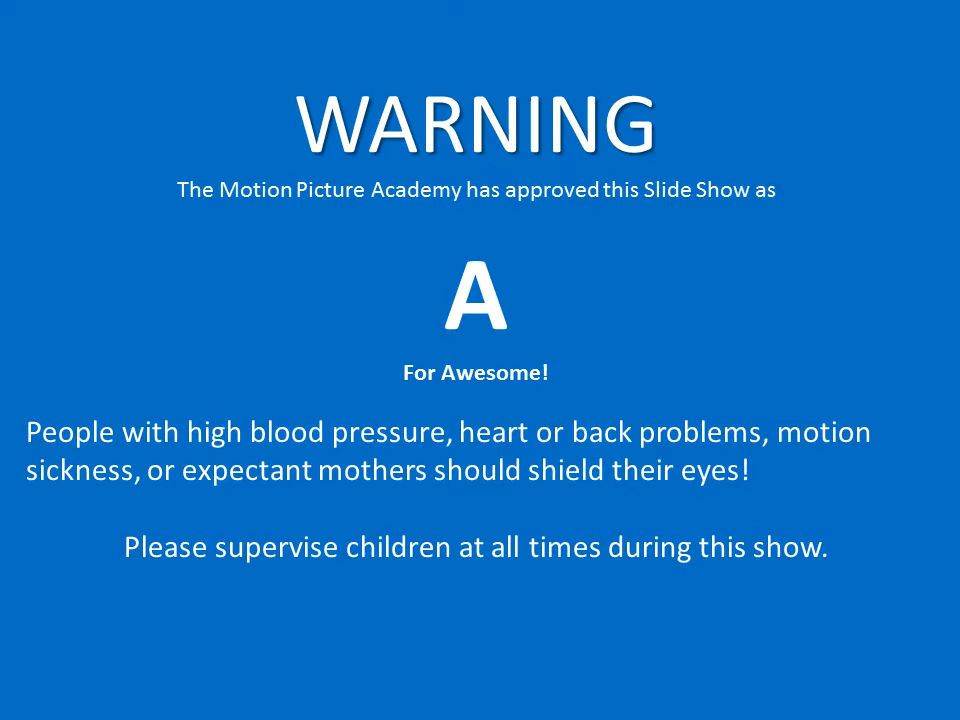 WARNING
The Motion Picture Academy has approved this Slide Show as
A
For Awesome!
People with high blood pressure, heart or back problems, motion
sickness, or expectant mothers should shield their eyes!
Please supervise children at all times during this show.